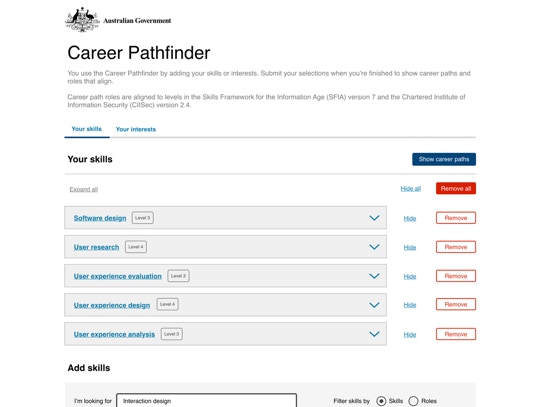 Australian Government
Career Pathfinder
You use the Career Pathfinder by adding your skills or interests. Submit your selections when you're finished to show career paths and
roles that align.
Career path roles are aligned to levels in the Skills Framework for the Information Age (SFIA) version 7 and the Chartered Institute of
Information Security (CIISec) version 2.4.
Your skills Your interests
Your skills Show career paths
Expand all Hide all Remove all
Software design Level 3 Hide Remove
User research Level 4 Hide Remove
User experience evaluation Level 3 Hide Remove
User experience design Level 4 Hide Remove
User experience analysis Level 3 Hide Remove
Add skills
I'm looking for Interaction design Filter skills by Skills Roles